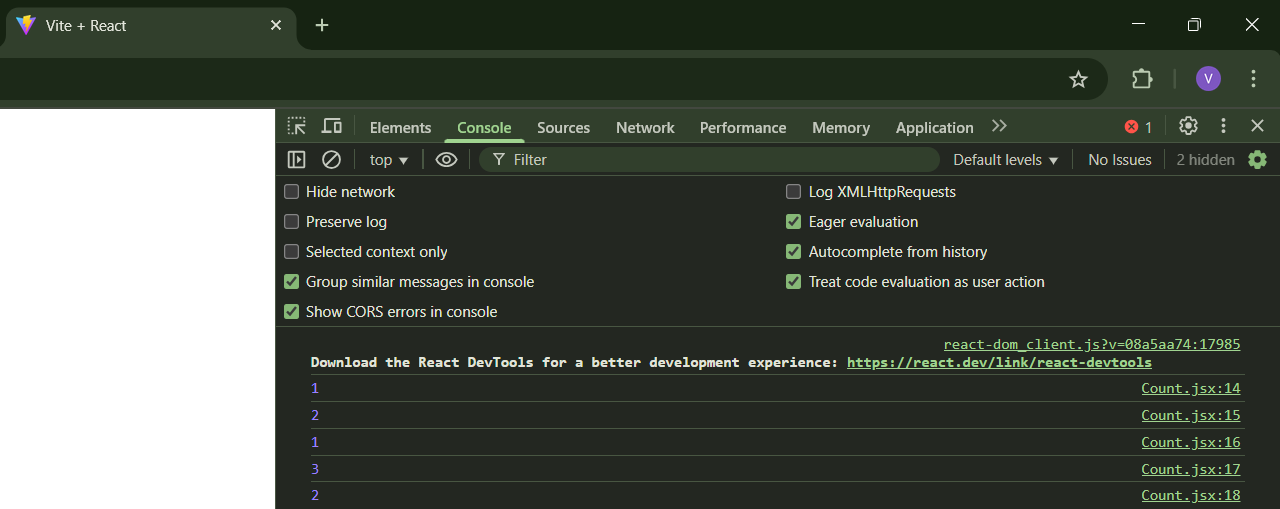 Vite + React
V
Elements Console Sources Network Performance Memory Application 1
top Filter Default levels No Issues 2 hidden
Hide network Log XMLHttpRequests
Preserve log Eager evaluation
Selected context only Autocomplete from history
Group similar messages in console Treat code evaluation as user action
Show CORS errors in console
react-dom_client.js?v=08a5aa74:17985
Download the React DevTools for a better development experience: https://react.dev/link/react-devtools
1 Count.jsx:14
2 Count.jsx:15
1 Count.jsx:16
3 Count.jsx:17
2 Count.jsx:18